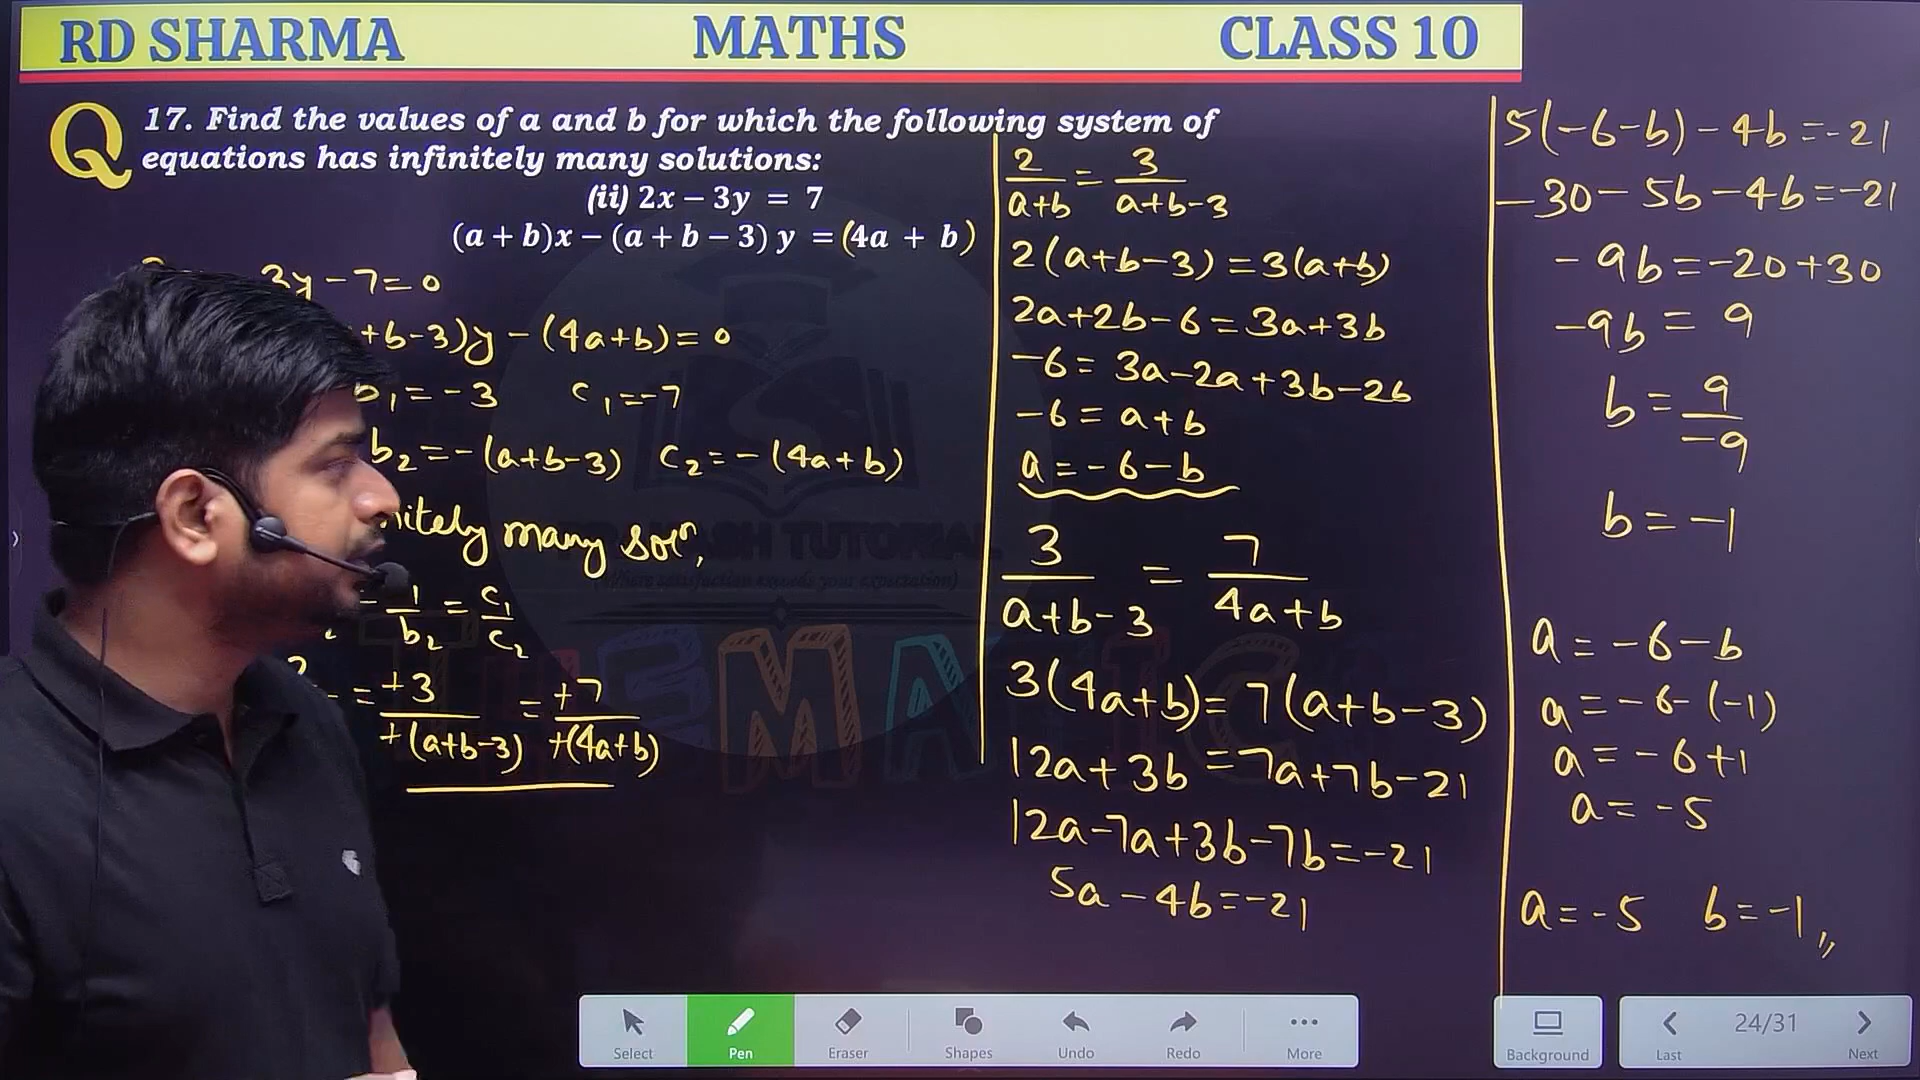 RD SHARMA MATHS CLASS 10
Q 17. Find the values of a and b for which the following system of
equations has infinitely many solutions:
(ii) 2x – 3y = 7
(a + b)x – (a + b – 3) y = (4a + b)
3y – 7 = 0
+b-3)y - (4a+b) = 0
b₁ = -3 c₁ = -7
b₂ = -(a+b-3) c₂ = -(4a+b)
nitely many solⁿ,
1/b₂ = c₁/c₂
= +3/+(a+b-3) = +7/+(4a+b)
2/a+b = 3/a+b-3
2(a+b-3) = 3(a+b)
2a+2b-6 = 3a+3b
-6 = 3a-2a+3b-2b
-6 = a+b
a = -6-b
3/a+b-3 = 7/4a+b
3(4a+b) = 7(a+b-3)
12a+3b = 7a+7b-21
12a-7a+3b-7b = -21
5a-4b = -21
5(-6-b)-4b = -21
-30-5b-4b = -21
-9b = -20+30
-9b = 9
b = 9/-9
b = -1
a = -6-b
a = -6-(-1)
a = -6+1
a = -5
a = -5 b = -1,,
Select Pen Eraser Shapes Undo Redo More
Background
24/31
Last Next